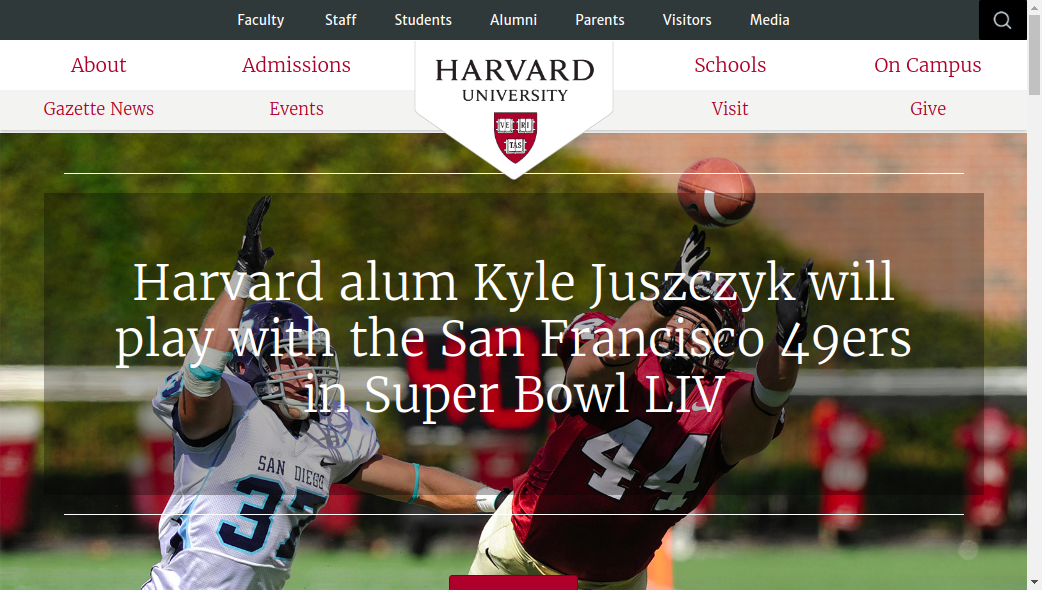 Faculty Staff Students Alumni Parents Visitors Media
About Admissions Schools On Campus
HARVARD
UNIVERSITY
Gazette News Events Visit Give
VE RI
TAS
Harvard alum Kyle Juszczyk will
play with the San Francisco 49ers
in Super Bowl LIV
40
44
44
SAN DIEGO
37